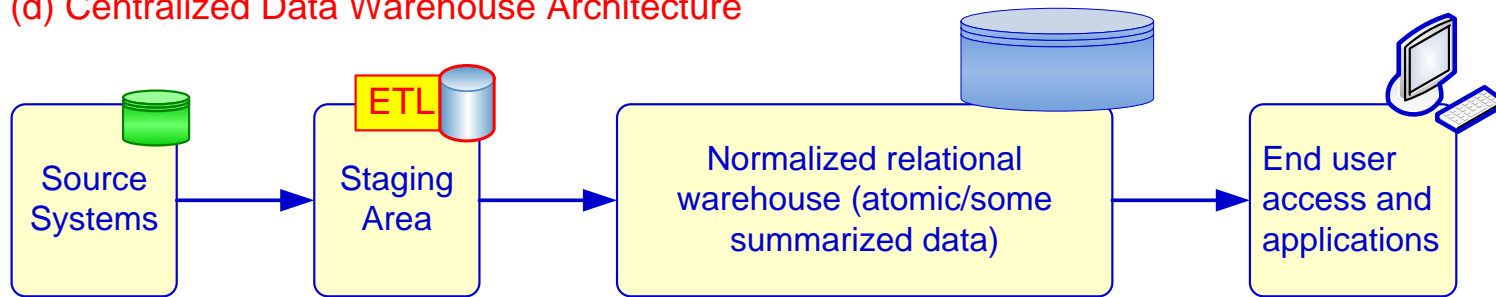 (d) Centralized Data Warehouse Architecture
ETL
Source
Systems
Staging
Area
Normalized relational
warehouse (atomic/some
summarized data)
End user
access and
applications